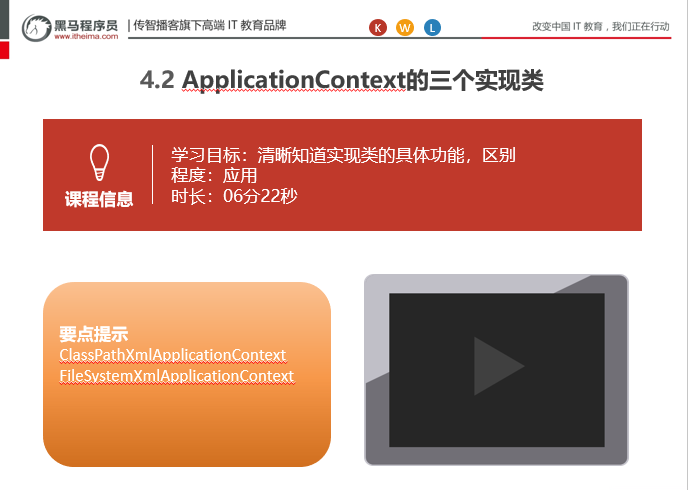 黑马程序员
www.itheima.com
传智播客旗下高端 IT 教育品牌
K W L
改变中国 IT 教育，我们正在行动
4.2 ApplicationContext的三个实现类
课程信息
学习目标：清晰知道实现类的具体功能，区别
程度：应用
时长：06分22秒
要点提示
ClassPathXmlApplicationContext
FileSystemXmlApplicationContext